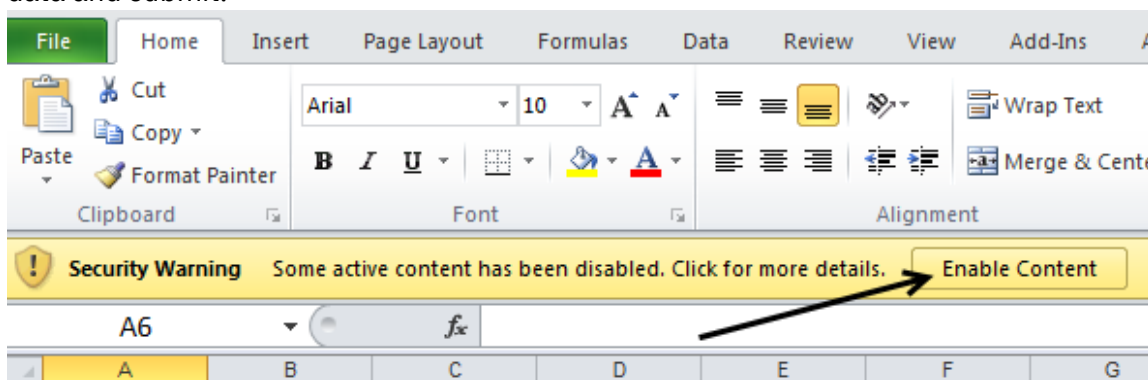 File Home Insert Page Layout Formulas Data Review View Add-Ins
Cut Arial 10 A A Wrap Text
Copy
Paste B I U A Merge & Cente
Format Painter
Clipboard Font Alignment
Security Warning Some active content has been disabled. Click for more details. Enable Content
A6 fx
A B C D E F G